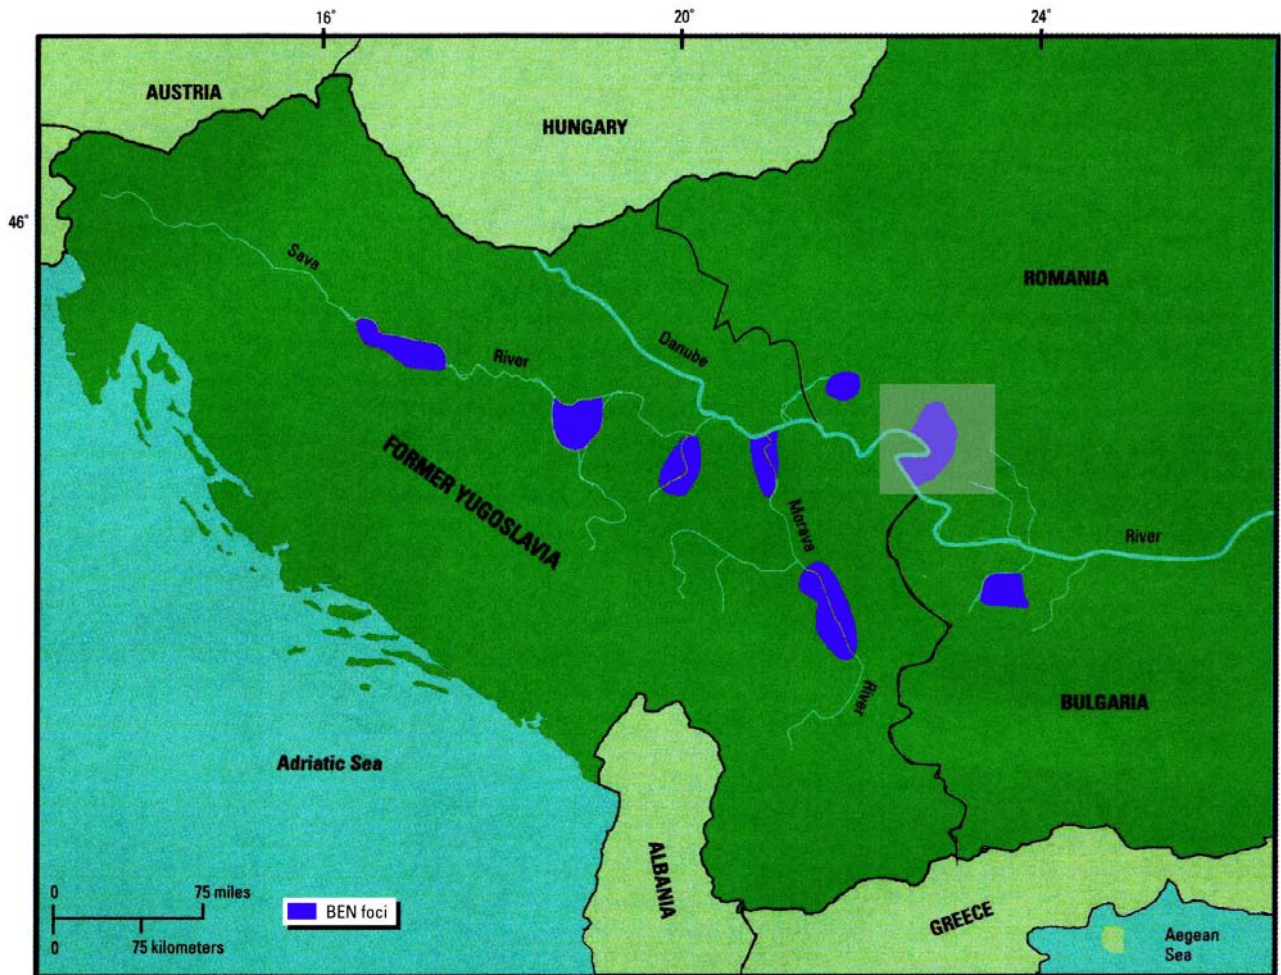 16°
20°
24°
AUSTRIA
HUNGARY
46°
Sava
ROMANIA
River
Danube
FORMER YUGOSLAVIA
Morava
River
River
BULGARIA
Adriatic Sea
ALBANIA
0
75 miles
BEN foci
GREECE
0
75 kilometers
Aegean
Sea